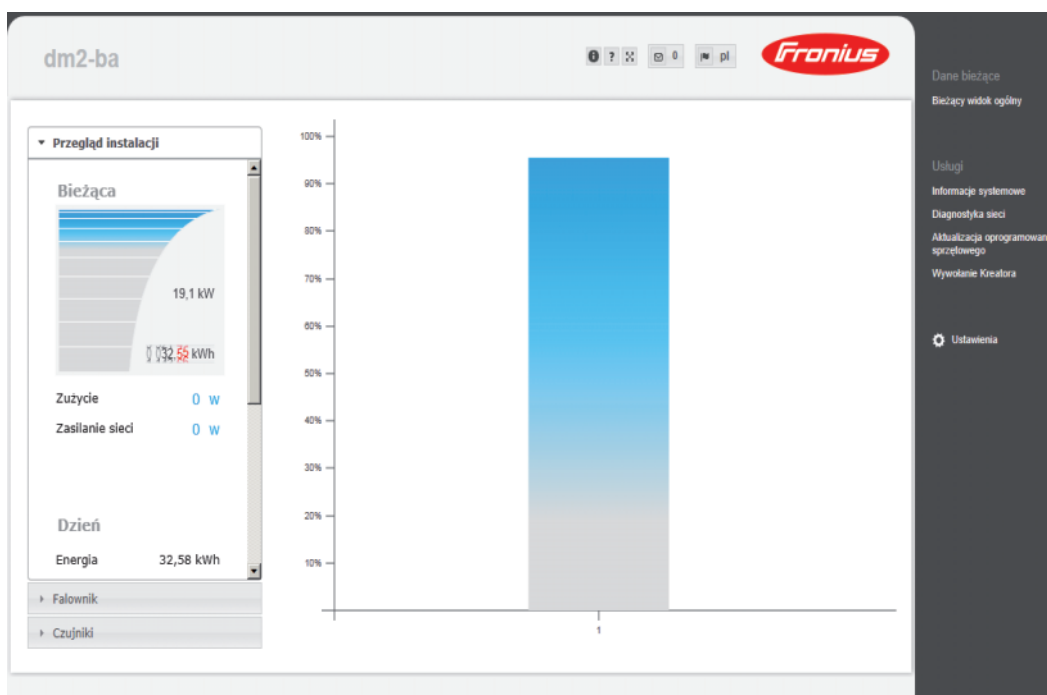 dm2-ba
0
pl
Fronius
Przegląd instalacji
Bieżąca
19,1 kW
kWh
Zużycie 0 W
Zasilanie sieci 0 W
Dzień
Energia 32,58 kWh
Falownik
Czujniki
100%
90%
80%
70%
60%
50%
40%
30%
20%
10%
1
Dane bieżące
Bieżący widok ogólny
Usługi
Informacje systemowe
Diagnostyka sieci
Aktualizacja oprogramowan
sprzętowego
Wywołanie Kreatora
Ustawienia